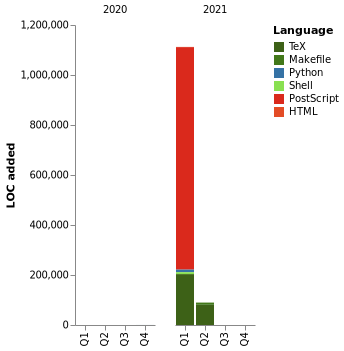 2020 2021
Language
TeX
Makefile
Python
Shell
PostScript
HTML
LOC added
1,200,000
1,000,000
800,000
600,000
400,000
200,000
0
Q1 Q2 Q3 Q4 Q1 Q2 Q3 Q4